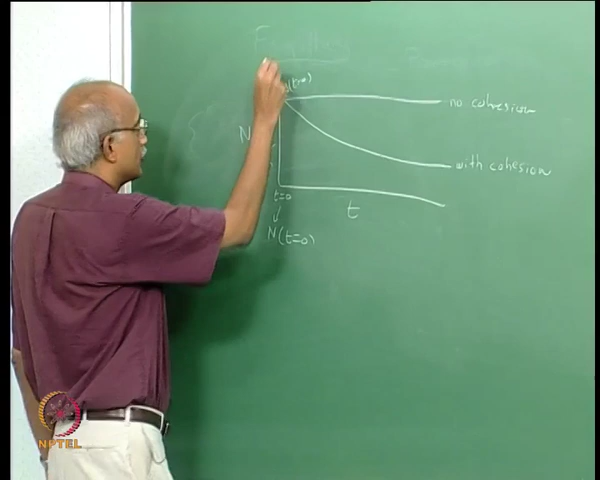 (t=0)
no cohesion
N
with cohesion
t=0
t
N(t=0)
NPTEL